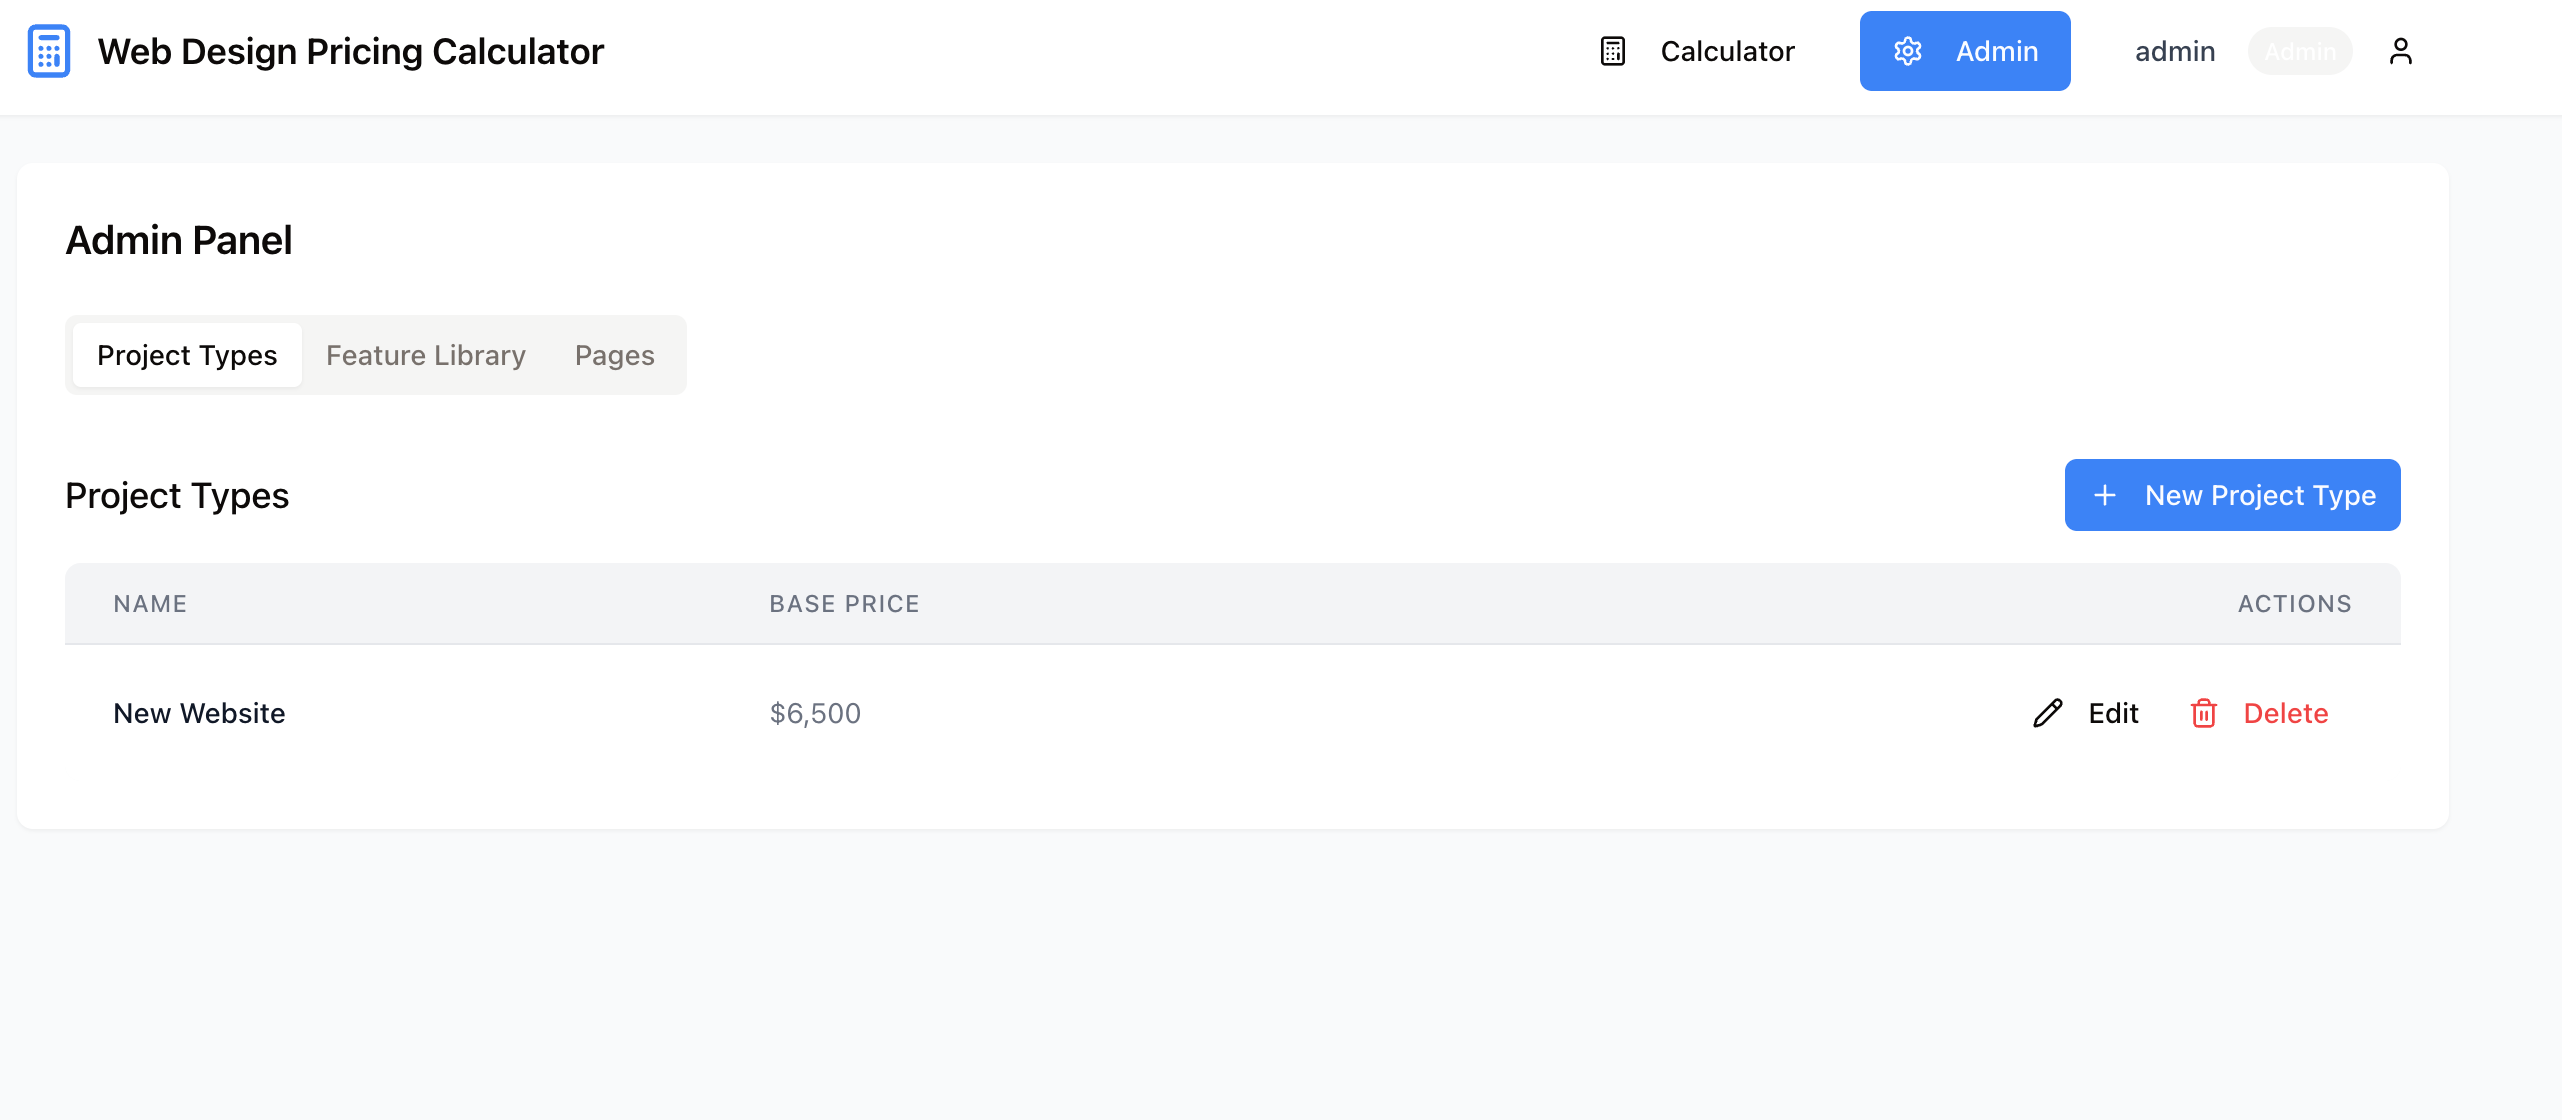 Web Design Pricing Calculator
Calculator
Admin
admin
Admin
Admin Panel
Project Types
Feature Library
Pages
Project Types
New Project Type
NAME
BASE PRICE
ACTIONS
New Website
$6,500
Edit
Delete